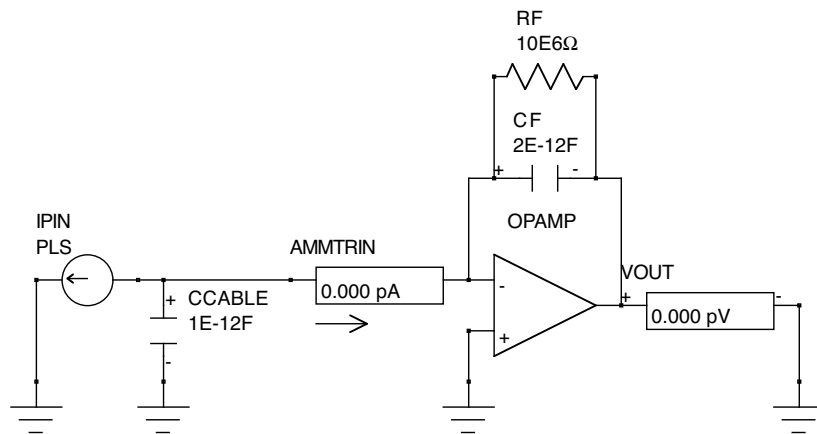 RF
10E6Ω
CF
2E-12F
+ -
OPAMP
IPIN
PLS
AMMTRIN
VOUT
CCABLE
1E-12F
+
-
0.000 pA
-
+
+
0.000 pV
-